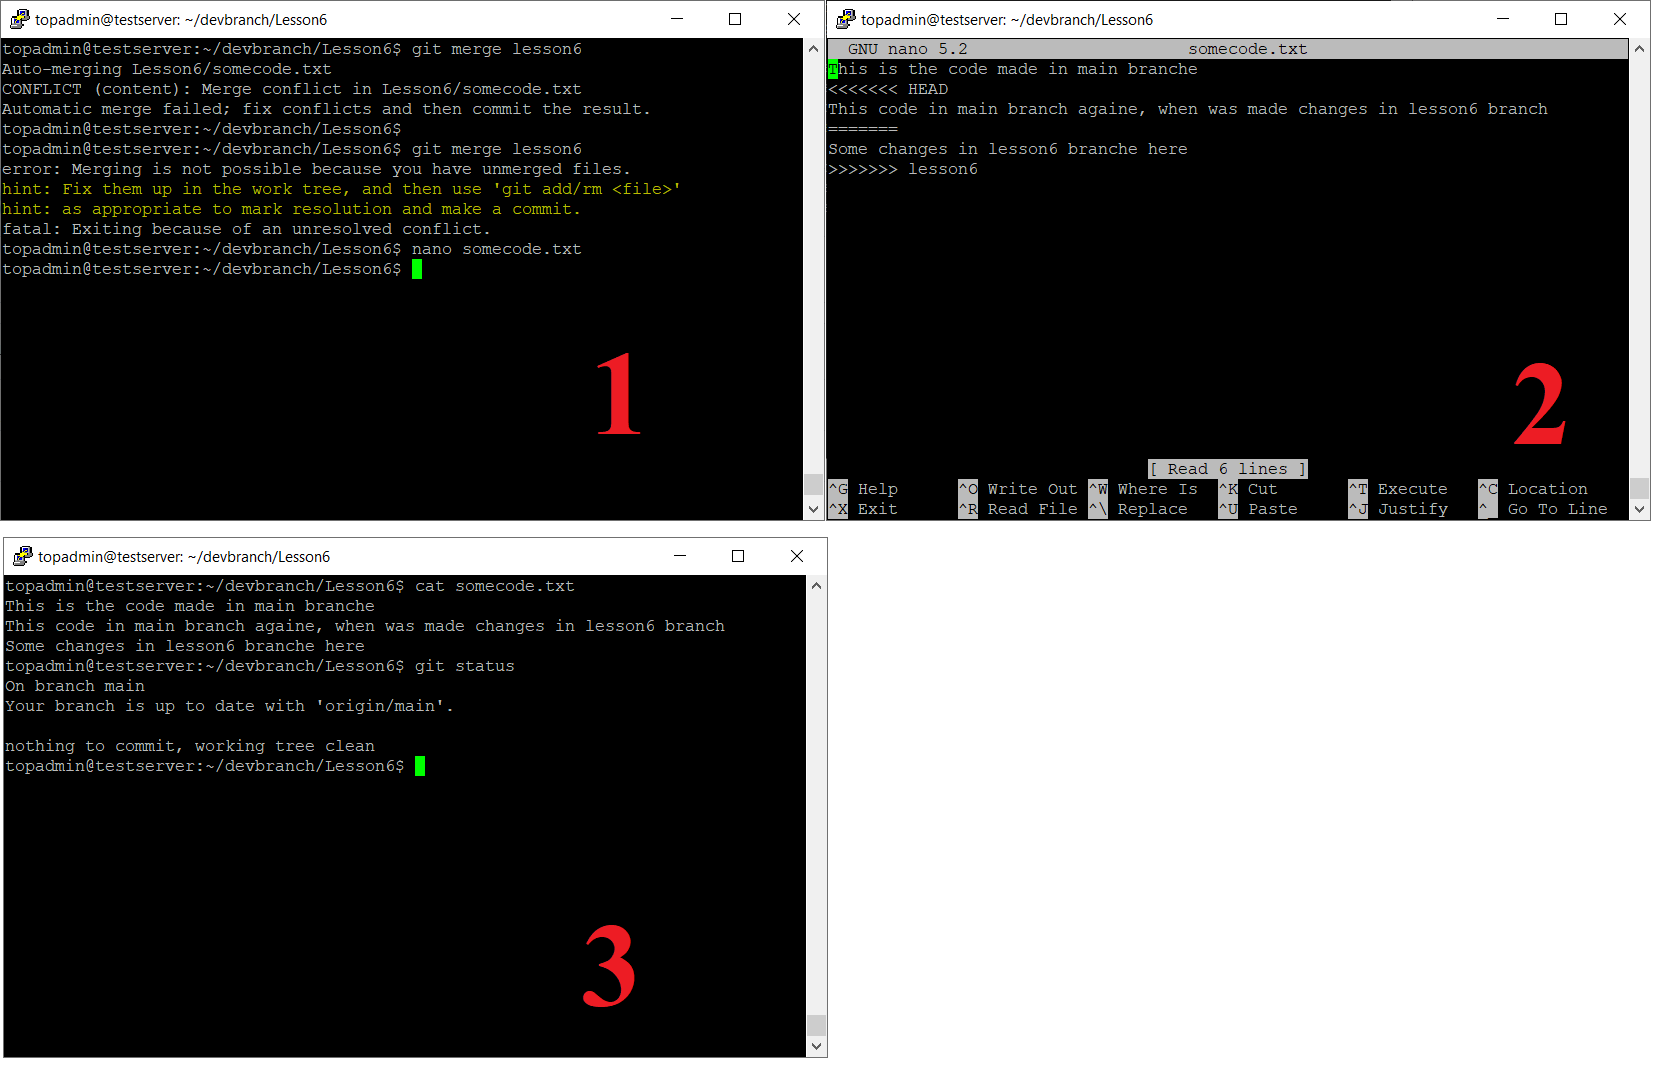 topadmin@testserver: ~/devbranch/Lesson6
topadmin@testserver:~/devbranch/Lesson6$ git merge lesson6
Auto-merging Lesson6/somecode.txt
CONFLICT (content): Merge conflict in Lesson6/somecode.txt
Automatic merge failed; fix conflicts and then commit the result.
topadmin@testserver:~/devbranch/Lesson6$
topadmin@testserver:~/devbranch/Lesson6$ git merge lesson6
error: Merging is not possible because you have unmerged files.
hint: Fix them up in the work tree, and then use 'git add/rm <file>'
hint: as appropriate to mark resolution and make a commit.
fatal: Exiting because of an unresolved conflict.
topadmin@testserver:~/devbranch/Lesson6$ nano somecode.txt
topadmin@testserver:~/devbranch/Lesson6$
1
topadmin@testserver: ~/devbranch/Lesson6
GNU nano 5.2 somecode.txt
This is the code made in main branche
<<<<<<< HEAD
This code in main branch againe, when was made changes in lesson6 branch
=======
Some changes in lesson6 branche here
>>>>>>> lesson6
2
[ Read 6 lines ]
^G Help ^O Write Out ^W Where Is ^K Cut ^T Execute ^C Location
^X Exit ^R Read File ^\ Replace ^U Paste ^J Justify ^_ Go To Line
topadmin@testserver: ~/devbranch/Lesson6
topadmin@testserver:~/devbranch/Lesson6$ cat somecode.txt
This is the code made in main branche
This code in main branch againe, when was made changes in lesson6 branch
Some changes in lesson6 branche here
topadmin@testserver:~/devbranch/Lesson6$ git status
On branch main
Your branch is up to date with 'origin/main'.
nothing to commit, working tree clean
topadmin@testserver:~/devbranch/Lesson6$
3